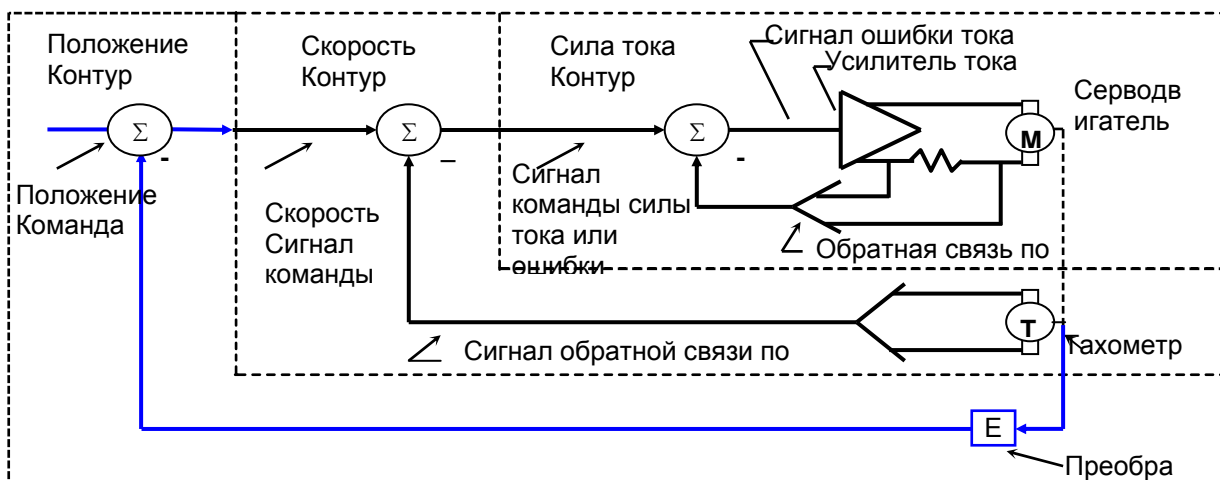 Положение
Контур
Скорость
Контур
Сила тока
Контур
Сигнал ошибки тока
Усилитель тока
Серводв
игатель
Σ
-
Σ
_
Σ
-
М
Положение
Команда
Скорость
Сигнал
команды
Сигнал
команды силы
тока или
ошибки
Обратная связь по
Т
Тахометр
Сигнал обратной связи по
Е
Преобра